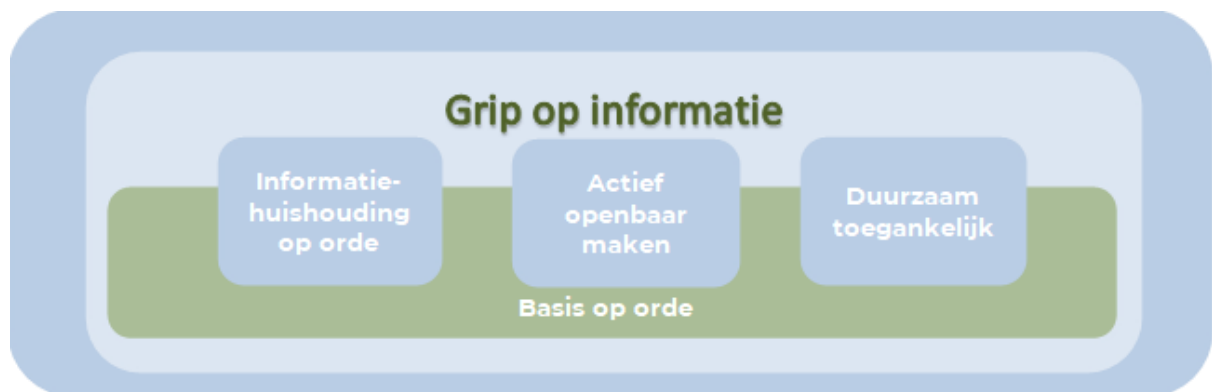 Grip op informatie
Informatie-
huishouding
op orde
Actief
openbaar
maken
Duurzaam
toegankelijk
Basis op orde